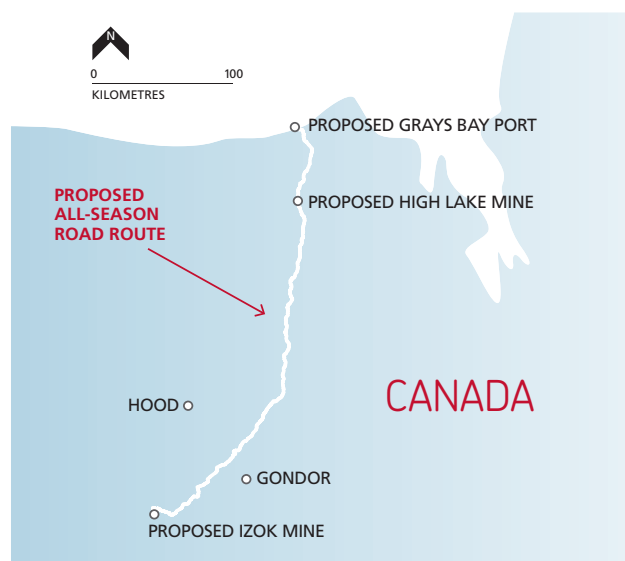 N
0 100
KILOMETRES
PROPOSED GRAYS BAY PORT
PROPOSED
ALL-SEASON
ROAD ROUTE
PROPOSED HIGH LAKE MINE
CANADA
HOOD
GONDOR
PROPOSED IZOK MINE